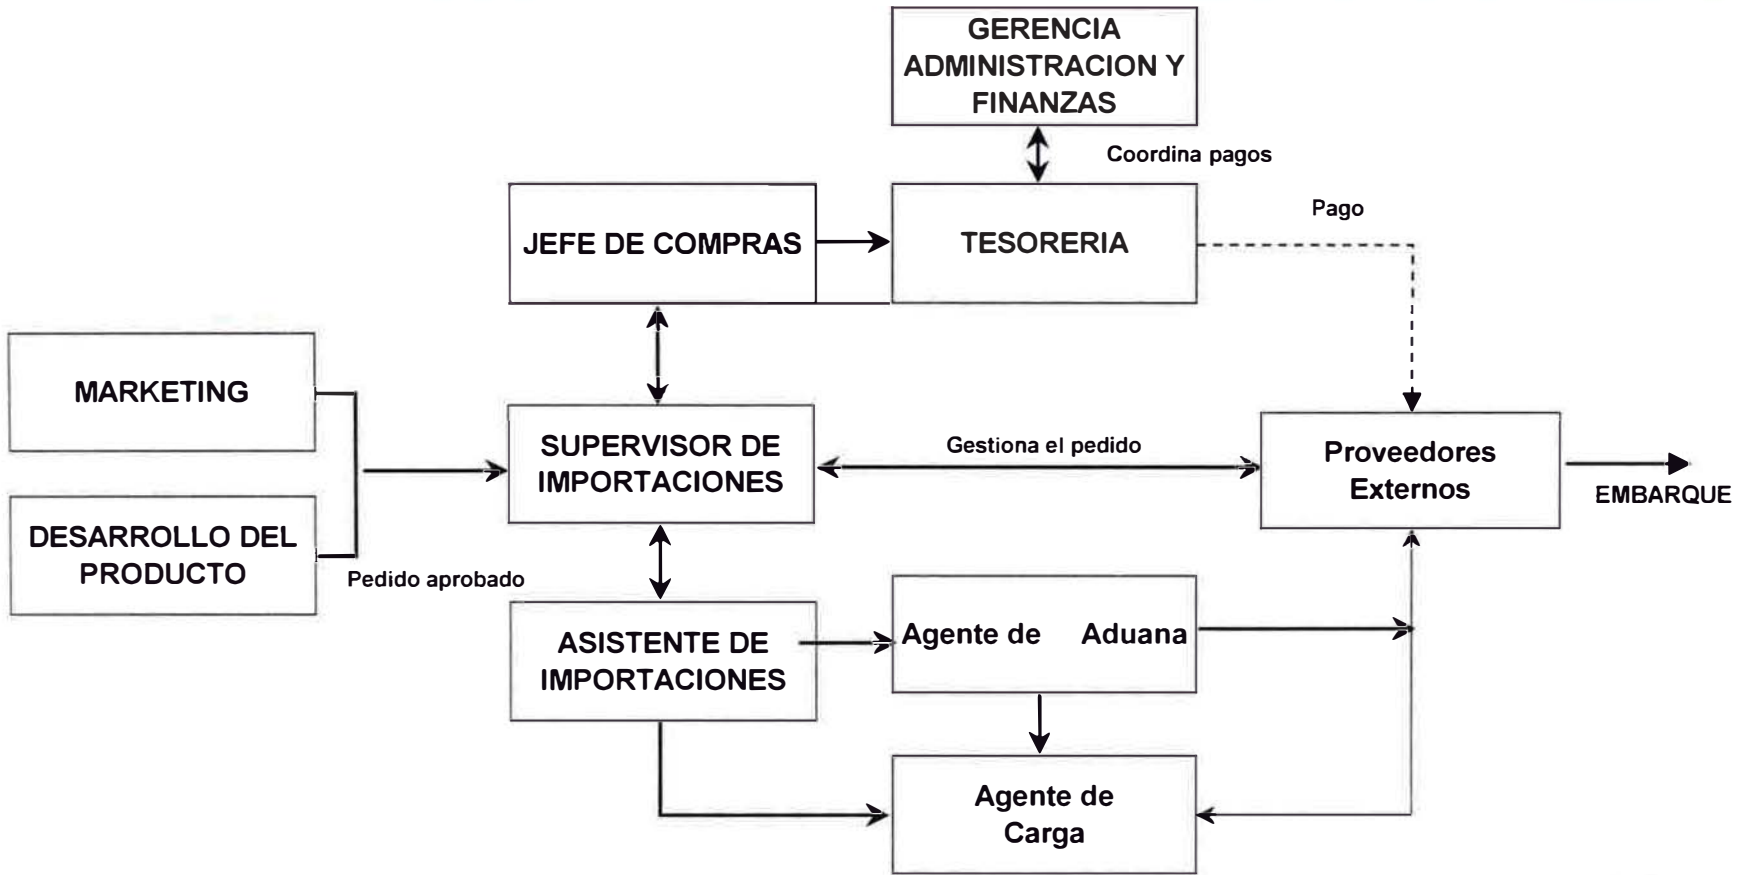 GERENCIA
ADMINISTRACION Y
FINANZAS
Coordina pagos
JEFE DE COMPRAS
TESORERIA
Pago
MARKETING
SUPERVISOR DE
IMPORTACIONES
Gestiona el pedido
Proveedores
Externos
EMBARQUE
DESARROLLO DEL
PRODUCTO
Pedido aprobado
ASISTENTE DE
IMPORTACIONES
Agente de Aduana
Agente de
Carga